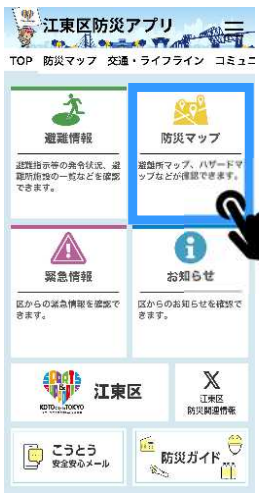 江東区防災アプリ
TOP 防災マップ 交通・ライフライン コミュニ
避難情報
避難指示等の発令状況、避
難所施設の一覧などを確認
できます。
防災マップ
避難所マップ、ハザードマ
ップなどが確認できます。
緊急情報
区からの緊急情報を確認で
きます。
お知らせ
区からのお知らせを確認で
きます。
江東区
X
江東区
防災関連情報
こうとう
安全安心メール
防災ガイド